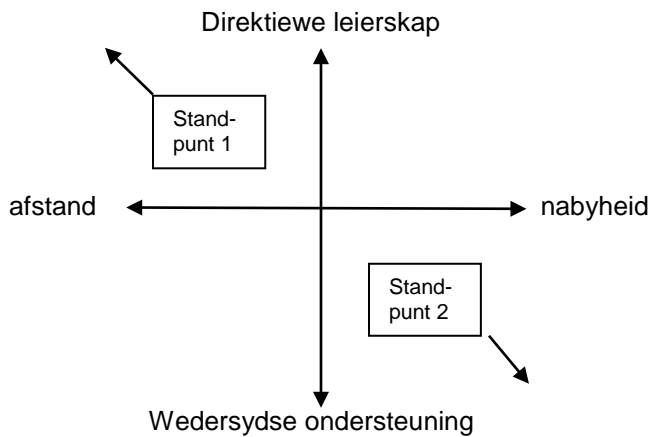 Direktiewe leierskap
Stand-
punt 1
afstand
nabyheid
Stand-
punt 2
Wedersydse ondersteuning